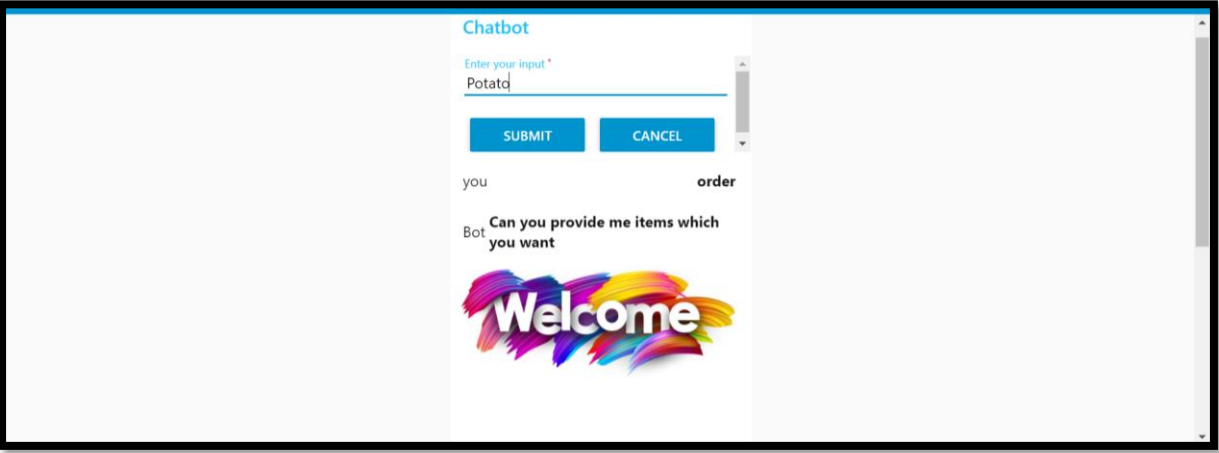 Chatbot
Enter your input *
Potato
SUBMIT CANCEL
you order
Bot Can you provide me items which
you want
Welcome